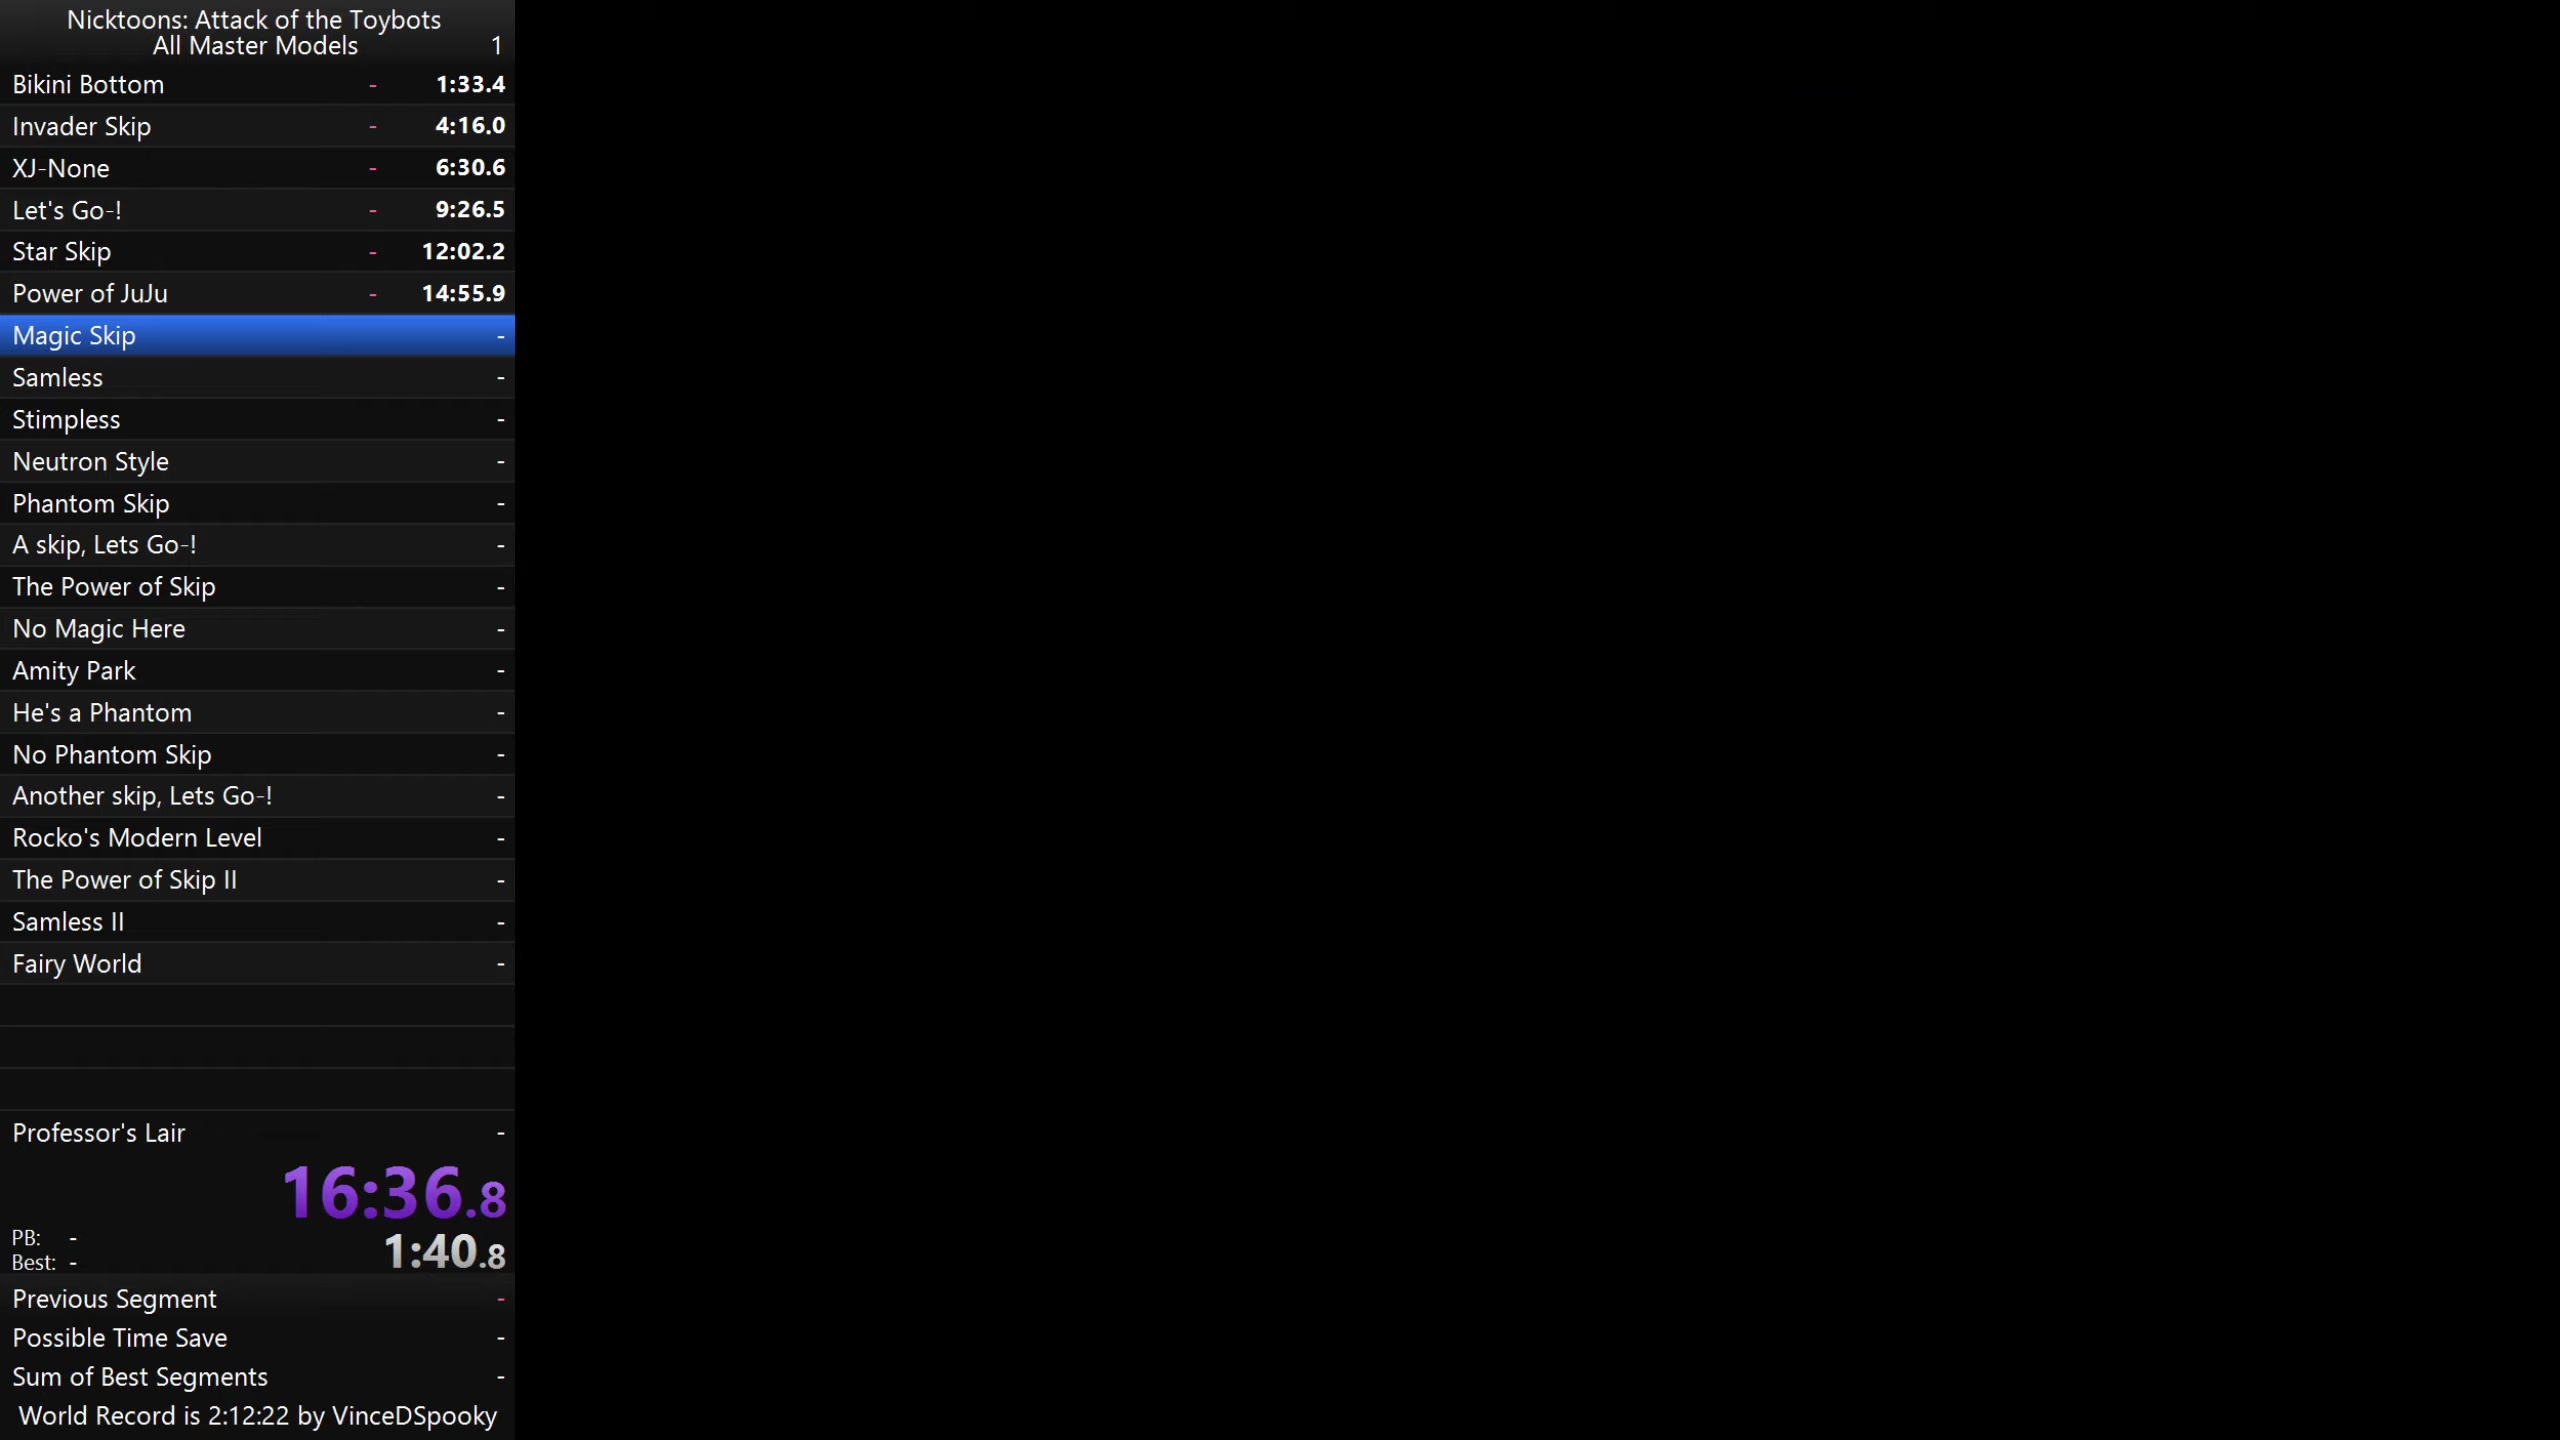 Nicktoons: Attack of the Toybots
All Master Models 1
Bikini Bottom - 1:33.4
Invader Skip - 4:16.0
XJ-None - 6:30.6
Let's Go-! - 9:26.5
Star Skip - 12:02.2
Power of JuJu - 14:55.9
Magic Skip -
Samless -
Stimpless -
Neutron Style -
Phantom Skip -
A skip, Lets Go-! -
The Power of Skip -
No Magic Here -
Amity Park -
He's a Phantom -
No Phantom Skip -
Another skip, Lets Go-! -
Rocko's Modern Level -
The Power of Skip II -
Samless II -
Fairy World -
Professor's Lair -
16:36.8
PB: -
Best: - 1:40.8
Previous Segment -
Possible Time Save -
Sum of Best Segments -
World Record is 2:12:22 by VinceDSpooky